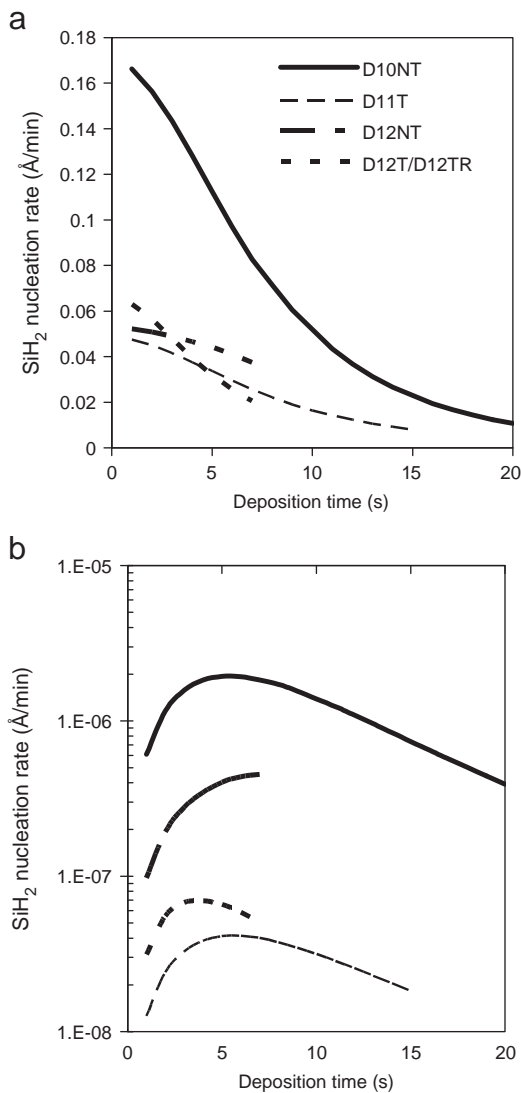 a
0.18
0.16
0.14
0.12
0.1
0.08
0.06
0.04
0.02
0
SiH₂ nucleation rate (Å/min)
D10NT
D11T
D12NT
D12T/D12TR
0 5 10 15 20
Deposition time (s)
b
1.E-05
1.E-06
1.E-07
1.E-08
SiH₂ nucleation rate (Å/min)
0 5 10 15 20
Deposition time (s)